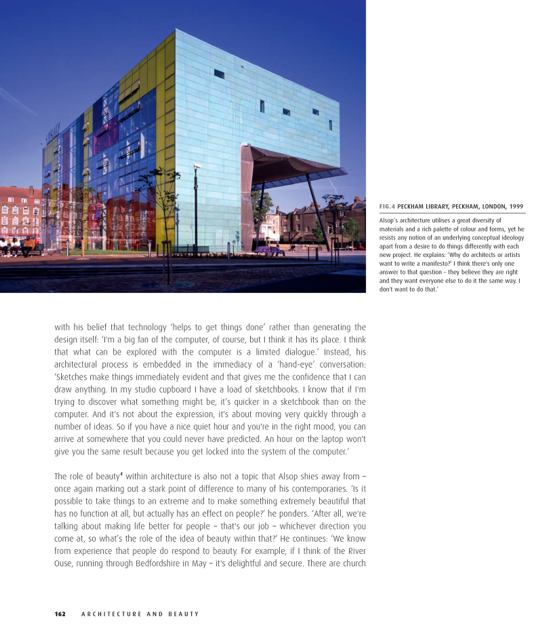 FIG.4 PECKHAM LIBRARY, PECKHAM, LONDON, 1999
Alsop's architecture utilises a great diversity of
materials and a rich palette of colour and forms, yet he
resists any notion of an underlying conceptual ideology
apart from a desire to do things differently with each
new project. He explains: 'Why do architects or artists
want to write a manifesto?' I think there's only one
answer to that question – they believe they are right
and they want everyone else to do it the same way. I
don't want to do that.'
with his belief that technology 'helps to get things done' rather than generating the
design itself: 'I'm a big fan of the computer, of course, but I think it has its place. I think
that what can be explored with the computer is a limited dialogue.' Instead, his
architectural process is embedded in the immediacy of a 'hand-eye' conversation:
'Sketches make things immediately evident and that gives me the confidence that I can
draw anything. In my studio cupboard I have a load of sketchbooks. I know that if I'm
trying to discover what something might be, it's quicker in a sketchbook than on the
computer. And it's not about the expression, it's about moving very quickly through a
number of ideas. So if you have a nice quiet hour and you're in the right mood, you can
arrive at somewhere that you could never have predicted. An hour on the laptop won't
give you the same result because you get locked into the system of the computer.'
The role of beauty⁴ within architecture is also not a topic that Alsop shies away from –
once again marking out a stark point of difference to many of his contemporaries. 'Is it
possible to take things to an extreme and to make something extremely beautiful that
has no function at all, but actually has an effect on people?' he ponders. 'After all, we're
talking about making life better for people – that's our job – whichever direction you
come at, so what's the role of the idea of beauty within that?' He continues: 'We know
from experience that people do respond to beauty. For example, if I think of the River
Ouse, running through Bedfordshire in May – it's delightful and secure. There are church
162 ARCHITECTURE AND BEAUTY